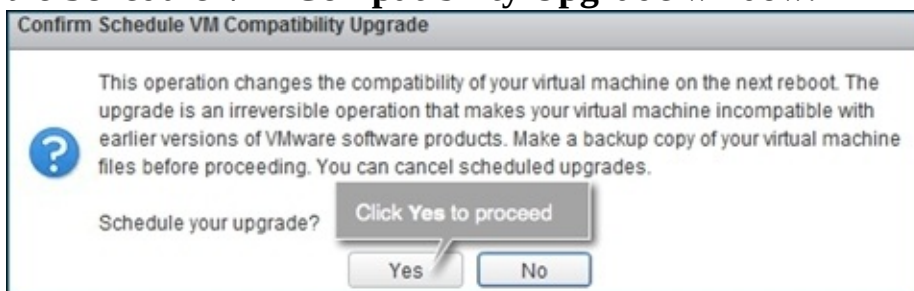 Confirm Schedule VM Compatibility Upgrade
This operation changes the compatibility of your virtual machine on the next reboot. The
upgrade is an irreversible operation that makes your virtual machine incompatible with
earlier versions of VMware software products. Make a backup copy of your virtual machine
files before proceeding. You can cancel scheduled upgrades.
Schedule your upgrade?
Click Yes to proceed
Yes
No